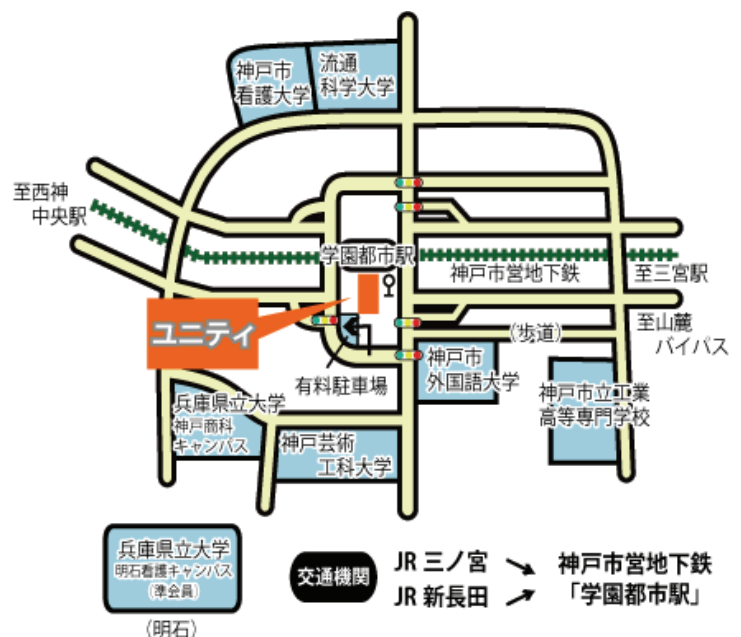 神戸市
看護大学
流通
科学大学
至西神
中央駅
学園都市駅
神戸市営地下鉄
至三宮駅
ユニティ
至山麓
バイパス
(歩道)
有料駐車場
神戸市
外国語大学
神戸市立工業
高等専門学校
兵庫県立大学
神戸商科
キャンパス
神戸芸術
工科大学
兵庫県立大学
明石看護キャンパス
(準会員)
(明石)
交通機関
JR 三ノ宮
JR 新長田
神戸市営地下鉄
「学園都市駅」